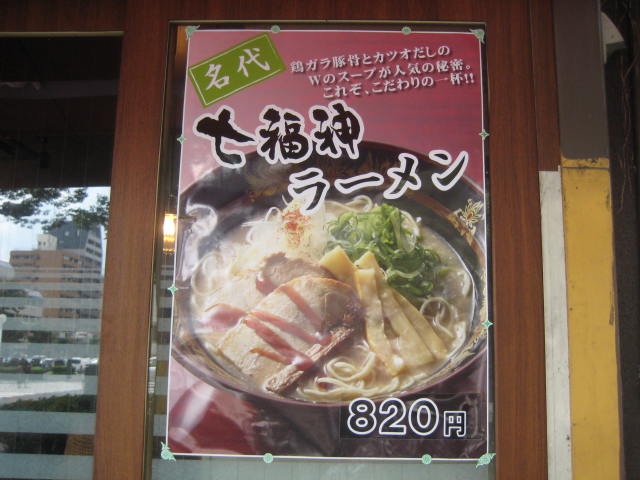 名代
鶏ガラ豚骨とカツオだしの
Wのスープが人気の秘密。
これぞ、こだわりの一杯!!
七福神
ラーメン
820円